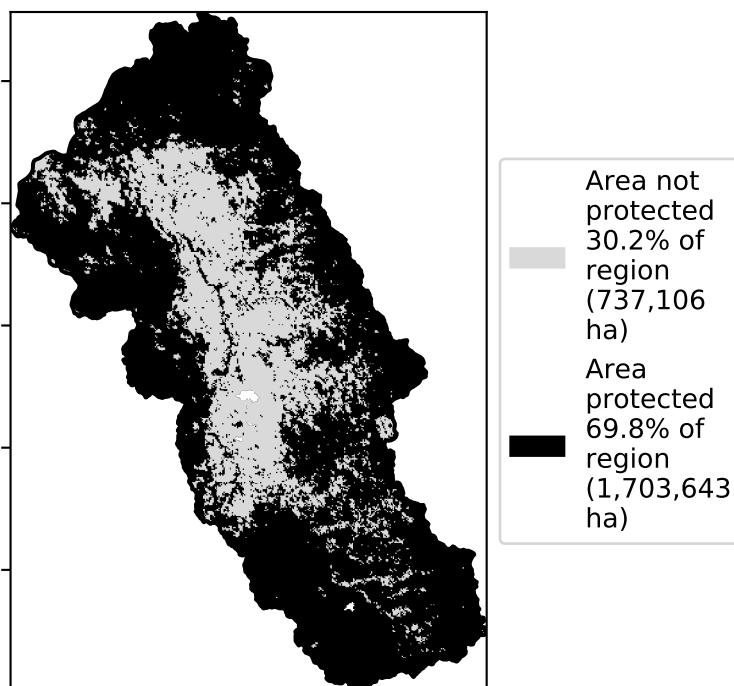 Area not
protected
30.2% of
region
(737,106
ha)
Area
protected
69.8% of
region
(1,703,643
ha)